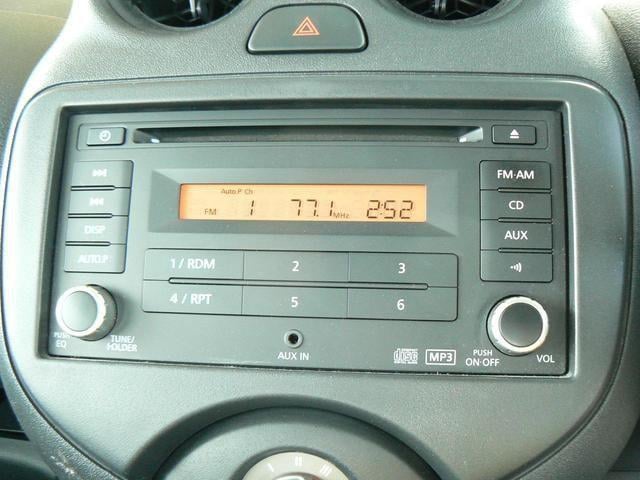 Auto.P Ch
FM 1 77.1 MHz 2:52
FM·AM
CD
DISP
AUX
AUTO.P
1 / RDM 2 3
4 / RPT 5 6
PUSH
EQ
TUNE/
FOLDER
AUX IN
MP3
PUSH
ON·OFF
VOL